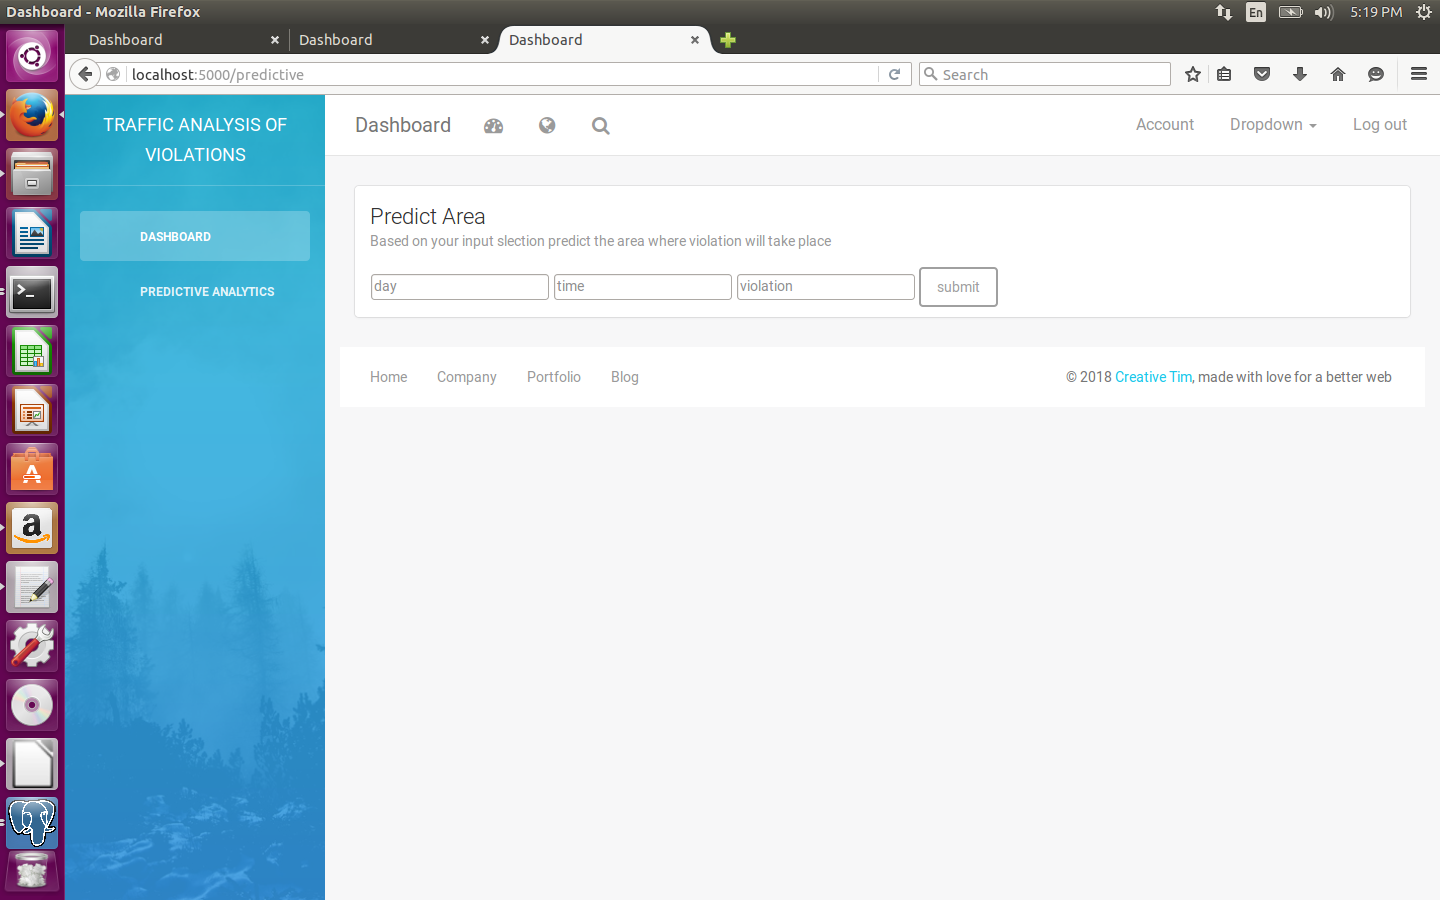 Dashboard - Mozilla Firefox
En
5:19 PM
Dashboard
Dashboard
Dashboard
localhost:5000/predictive
Search
TRAFFIC ANALYSIS OF
VIOLATIONS
DASHBOARD
PREDICTIVE ANALYTICS
Dashboard
Account
Dropdown
Log out
Predict Area
Based on your input slection predict the area where violation will take place
day
time
violation
submit
Home
Company
Portfolio
Blog
© 2018 Creative Tim, made with love for a better web